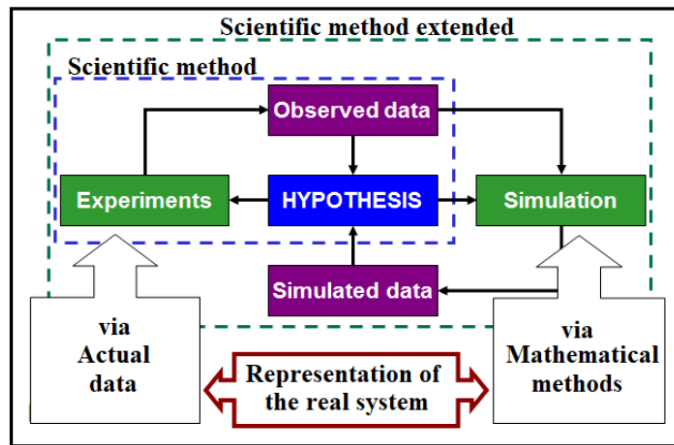 Scientific method extended
Scientific method
Observed data
Experiments
HYPOTHESIS
Simulation
Simulated data
via
Actual
data
Representation of
the real system
via
Mathematical
methods